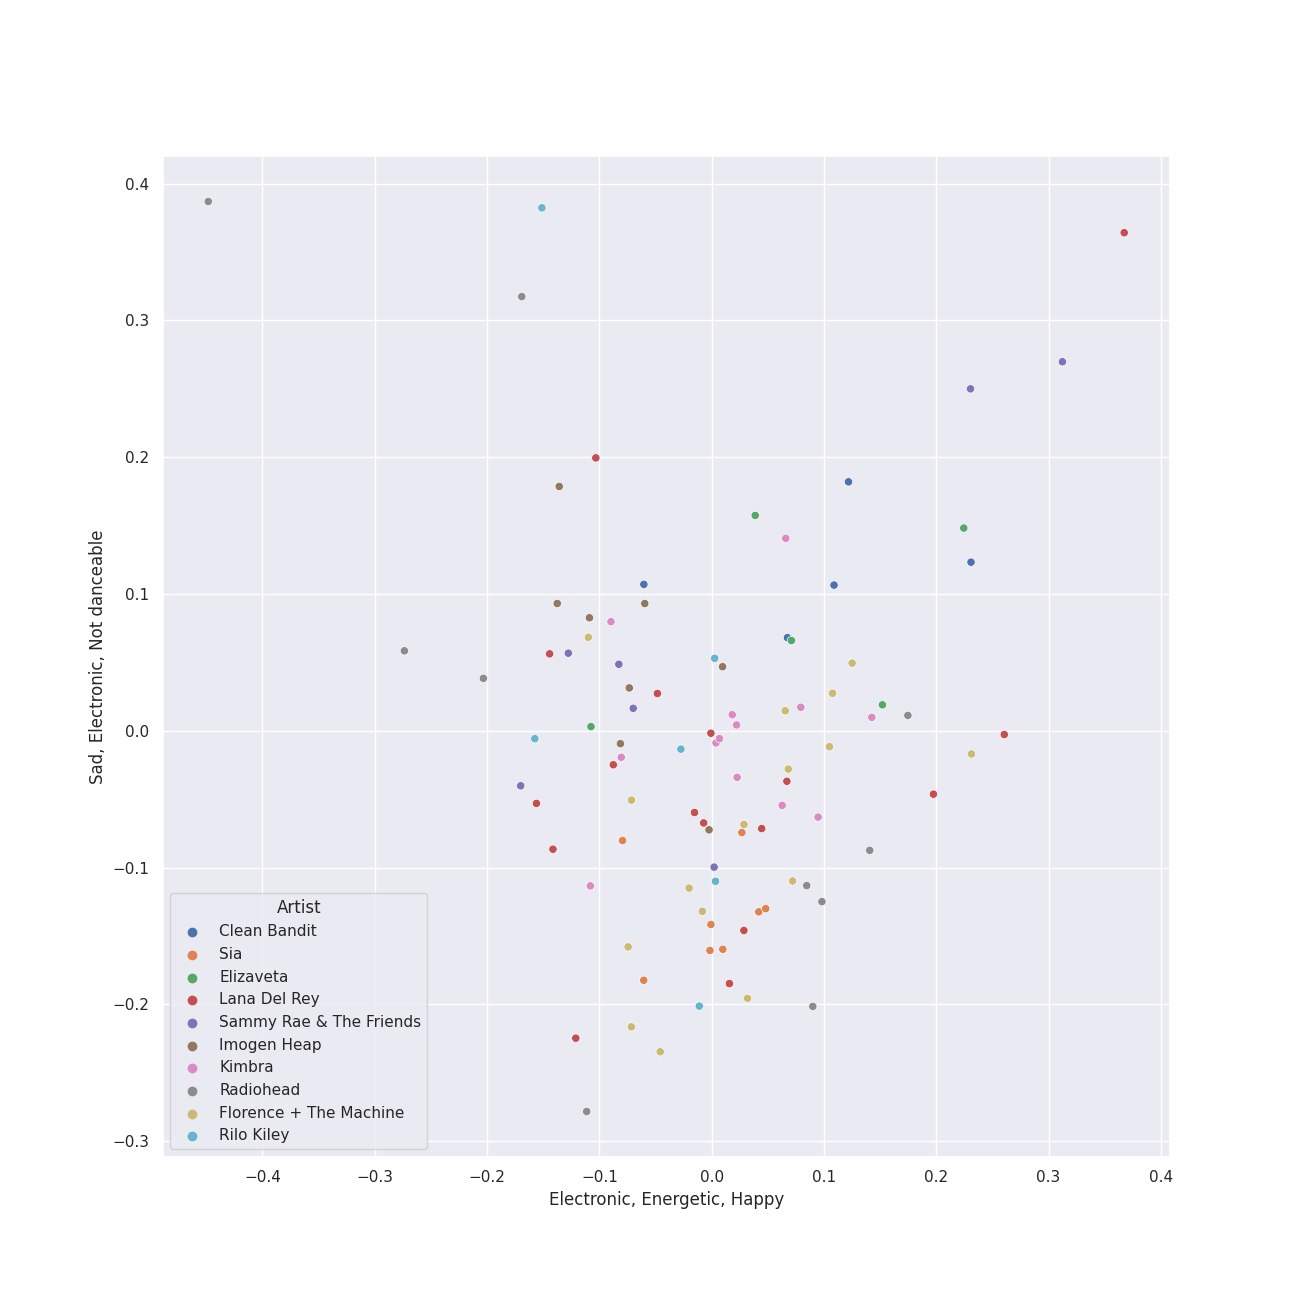 0.4
0.3
0.2
0.1
0.0
−0.1
−0.2
−0.3
Sad, Electronic, Not danceable
Artist
Clean Bandit
Sia
Elizaveta
Lana Del Rey
Sammy Rae & The Friends
Imogen Heap
Kimbra
Radiohead
Florence + The Machine
Rilo Kiley
−0.4 −0.3 −0.2 −0.1 0.0 0.1 0.2 0.3 0.4
Electronic, Energetic, Happy